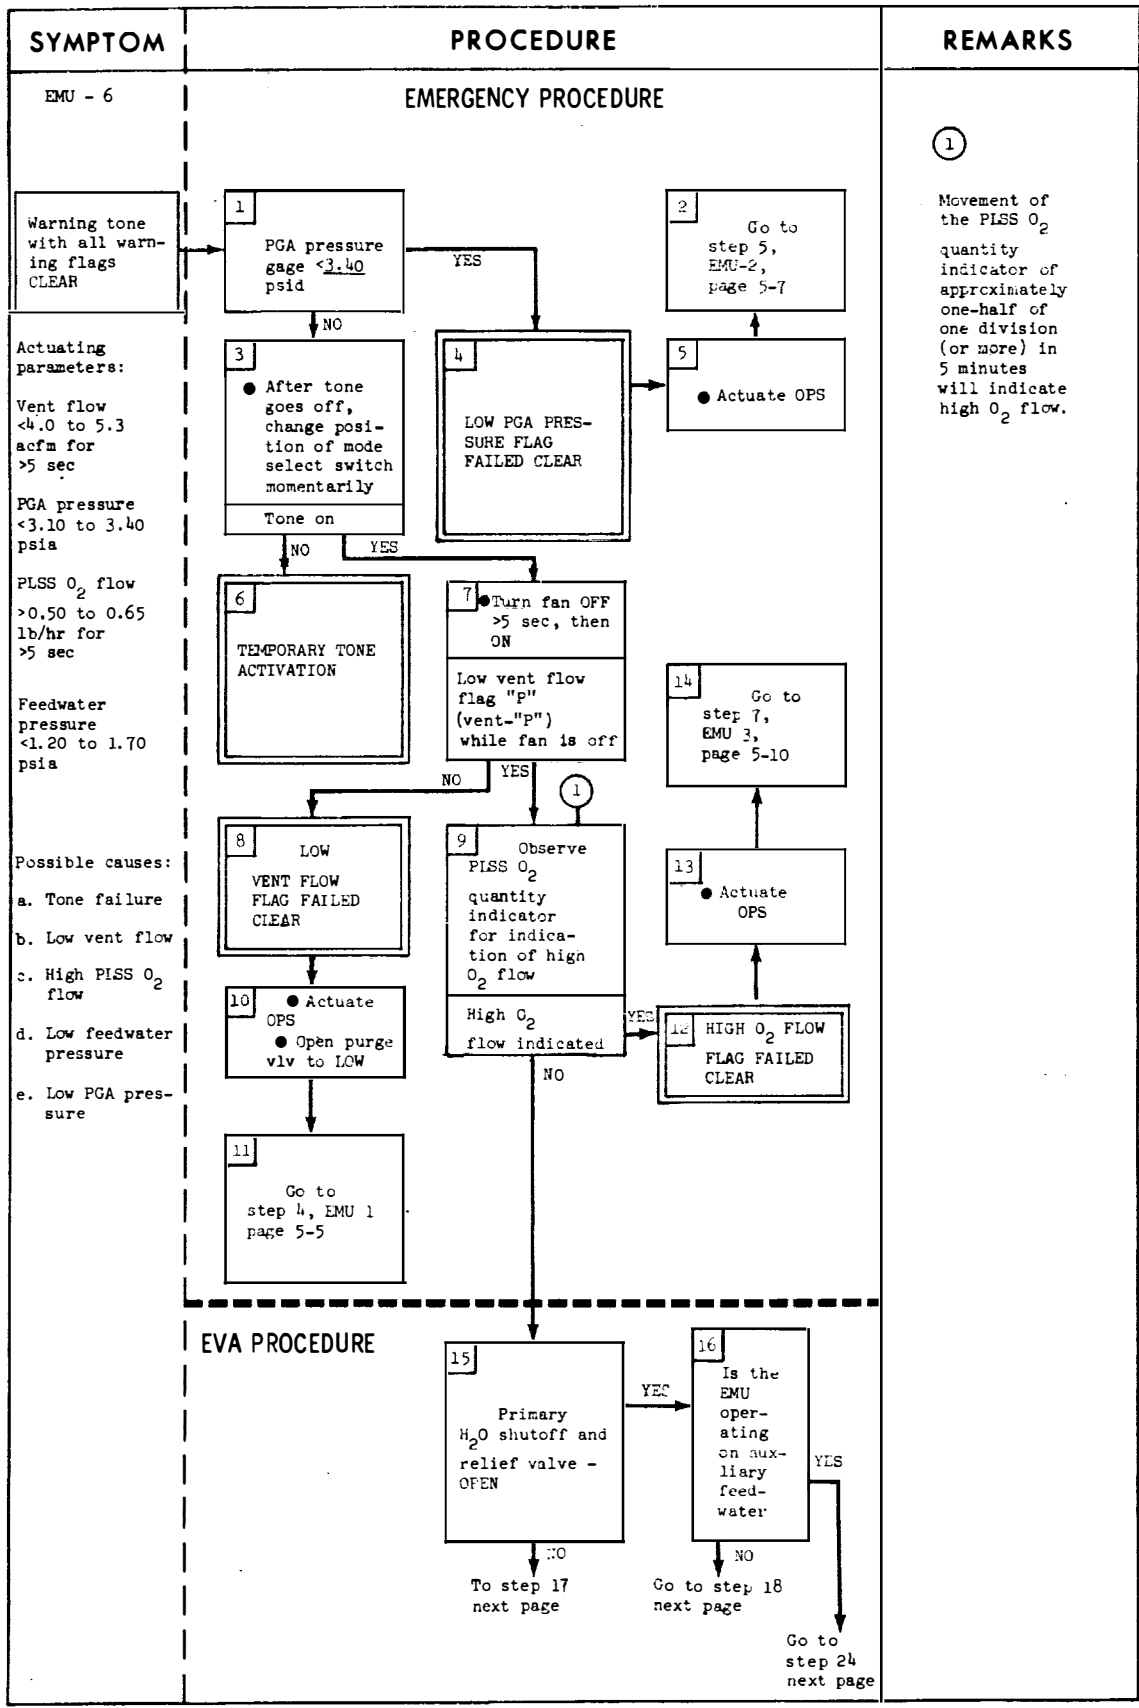 SYMPTOM
PROCEDURE
REMARKS
EMU - 6
EMERGENCY PROCEDURE
Warning tone
with all warn-
ing flags
CLEAR
Actuating
parameters:
Vent flow
<4.0 to 5.3
acfm for
>5 sec
PGA pressure
<3.10 to 3.40
psia
PLSS O2 flow
>0.50 to 0.65
lb/hr for
>5 sec
Feedwater
pressure
<1.20 to 1.70
psia
Possible causes:
a. Tone failure
b. Low vent flow
c. High PLSS O2
flow
d. Low feedwater
pressure
e. Low PGA pres-
sure
1
PGA pressure
gage <3.40
psid
YES
NO
2
Go to
step 5,
EMU-2,
page 5-7
3
● After tone
goes off,
change posi-
tion of mode
select switch
momentarily
Tone on
NO
YES
4
LOW PGA PRES-
SURE FLAG
FAILED CLEAR
5
● Actuate OPS
6
TEMPORARY TONE
ACTIVATION
7
● Turn fan OFF
>5 sec, then
ON
Low vent flow
flag "P"
(vent-"P")
while fan is off
NO
YES
1
8
LOW
VENT FLOW
FLAG FAILED
CLEAR
9
Observe
PLSS O2
quantity
indicator
for indica-
tion of high
O2 flow
High O2
flow indicated
YES
NO
10
● Actuate
OPS
● Open purge
vlv to LOW
11
Go to
step 4, EMU 1
page 5-5
12
HIGH O2 FLOW
FLAG FAILED
CLEAR
13
● Actuate
OPS
14
Go to
step 7,
EMU 3,
page 5-10
EVA PROCEDURE
15
Primary
H2O shutoff and
relief valve -
OPEN
YES
NO
To step 17
next page
16
Is the
EMU
oper-
ating
on aux-
liary
feed-
water
YES
NO
Go to step 18
next page
Go to
step 24
next page
1
Movement of
the PLSS O2
quantity
indicator of
approximately
one-half of
one division
(or more) in
5 minutes
will indicate
high O2 flow.